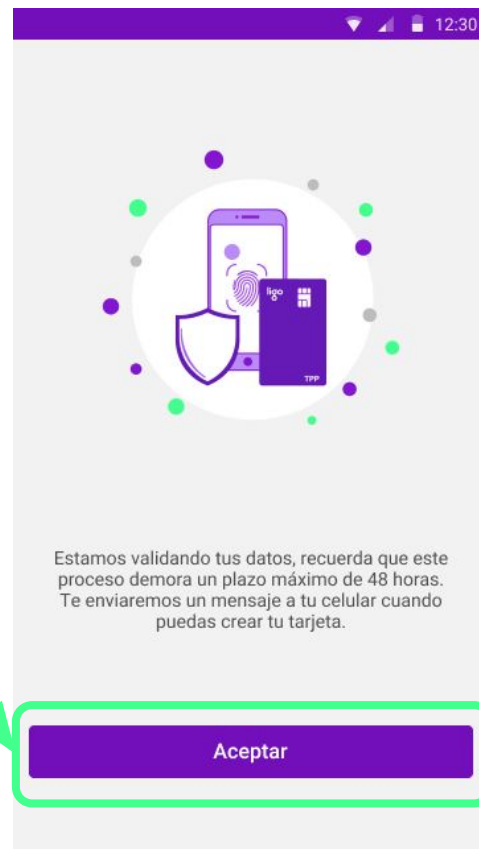 12:30
ligo
TPP
Estamos validando tus datos, recuerda que este
proceso demora un plazo máximo de 48 horas.
Te enviaremos un mensaje a tu celular cuando
puedas crear tu tarjeta.
Aceptar